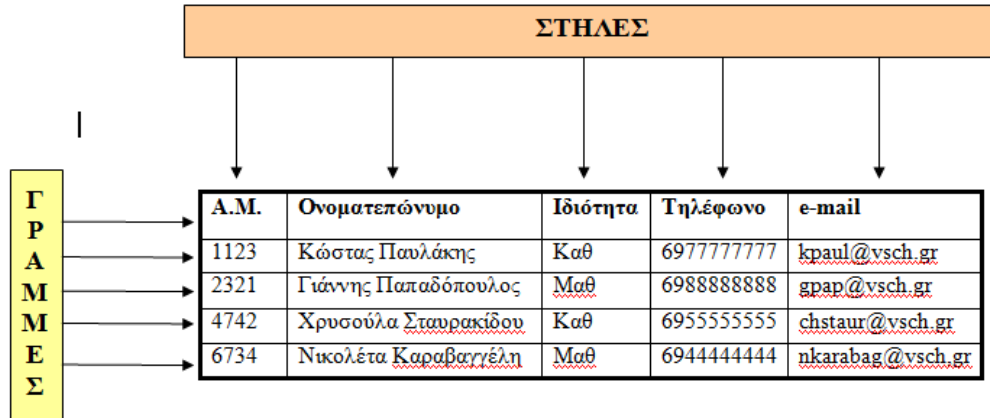 ΣΤΗΛΕΣ
ΓΡΑΜΜΕΣ
Α.Μ. Ονοματεπώνυμο Ιδιότητα Τηλέφωνο e-mail
1123 Κώστας Παυλάκης Καθ 6977777777 kpaul@vsch.gr
2321 Γιάννης Παπαδόπουλος Μαθ 6988888888 gpap@vsch.gr
4742 Χρυσούλα Σταυρακίδου Καθ 6955555555 chstaur@vsch.gr
6734 Νικολέτα Καραβαγγέλη Μαθ 6944444444 nkarabag@vsch.gr